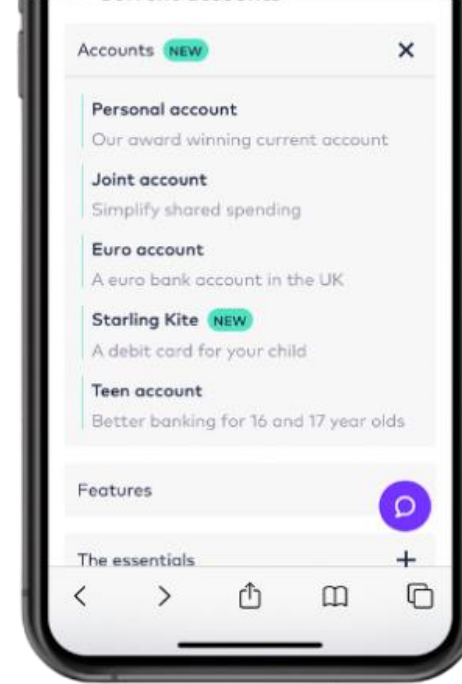 Accounts NEW
Personal account
Our award winning current account
Joint account
Simplify shared spending
Euro account
A euro bank account in the UK
Starling Kite NEW
A debit card for your child
Teen account
Better banking for 16 and 17 year olds
Features
The essentials